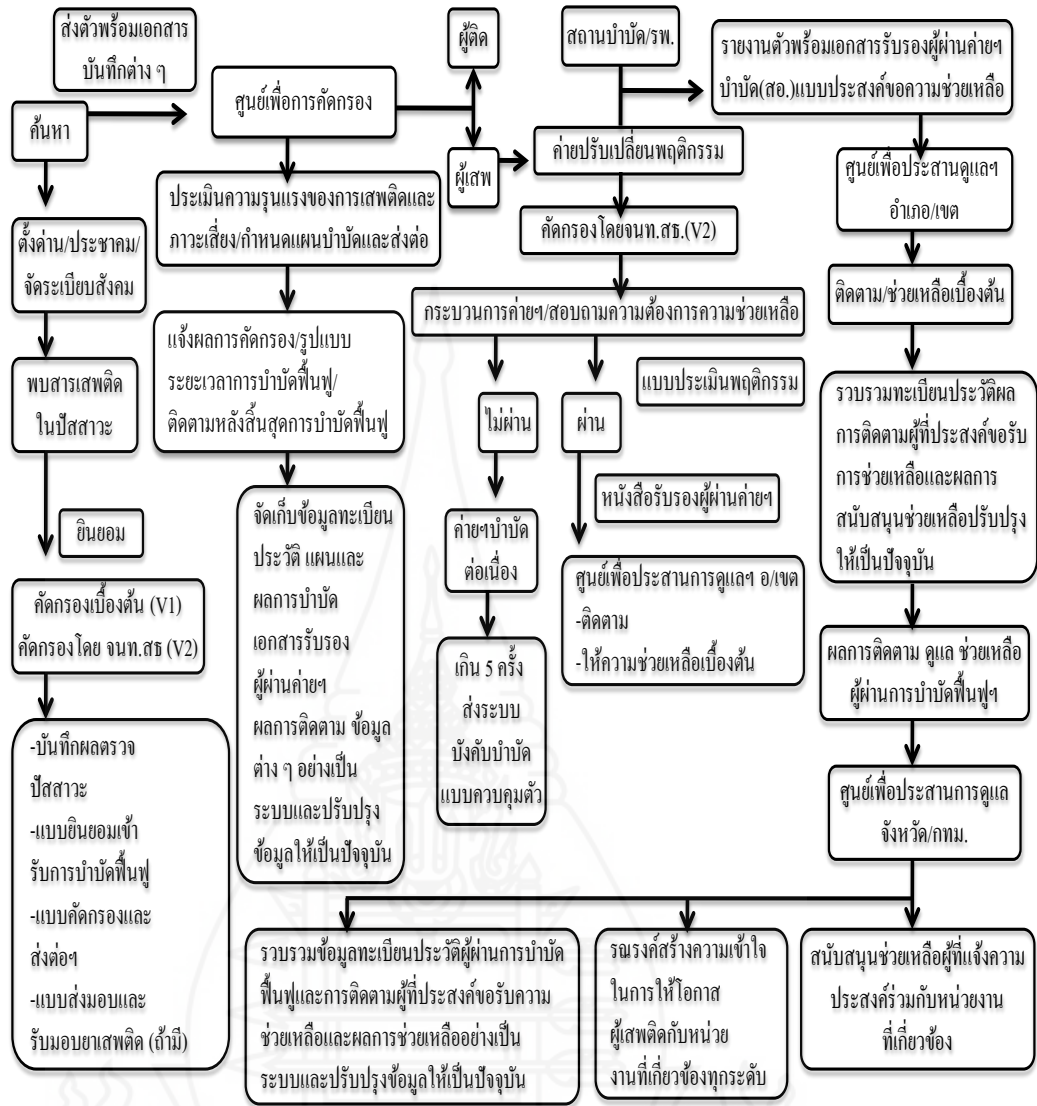 ส่งตัวพร้อมเอกสาร
บันทึกต่าง ๆ
ค้นหา
ตั้งด่าน/ประชาคม/
จัดระเบียบสังคม
พบสารเสพติด
ในปัสสาวะ
ยินยอม
คัดกรองเบื้องต้น (V1)
คัดกรองโดย จนท.สธ (V2)
-บันทึกผลตรวจ
ปัสสาวะ
-แบบยินยอมเข้า
รับการบำบัดฟื้นฟู
-แบบคัดกรองและ
ส่งต่อฯ
-แบบส่งมอบและ
รับมอบยาเสพติด (ถ้ามี)
ศูนย์เพื่อการคัดกรอง
ประเมินความรุนแรงของการเสพติดและ
ภาวะเสี่ยง/กำหนดแผนบำบัดและส่งต่อ
แจ้งผลการคัดกรอง/รูปแบบ
ระยะเวลาการบำบัดฟื้นฟู/
ติดตามหลังสิ้นสุดการบำบัดฟื้นฟู
จัดเก็บข้อมูลทะเบียน
ประวัติ แผนและ
ผลการบำบัด
เอกสารรับรอง
ผู้ผ่านค่ายฯ
ผลการติดตาม ข้อมูล
ต่าง ๆ อย่างเป็น
ระบบและปรับปรุง
ข้อมูลให้เป็นปัจจุบัน
ผู้ติด
ผู้เสพ
สถานบำบัด/รพ.
ค่ายปรับเปลี่ยนพฤติกรรม
คัดกรองโดยจนท.สธ.(V2)
กระบวนการค่ายฯ/สอบถามความต้องการความช่วยเหลือ
แบบประเมินพฤติกรรม
ไม่ผ่าน
ผ่าน
หนังสือรับรองผู้ผ่านค่ายฯ
ค่ายฯบำบัด
ต่อเนื่อง
เกิน 5 ครั้ง
ส่งระบบ
บังคับบำบัด
แบบควบคุมตัว
ศูนย์เพื่อประสานการดูแลฯ อ/เขต
-ติดตาม
-ให้ความช่วยเหลือเบื้องต้น
รายงานตัวพร้อมเอกสารรับรองผู้ผ่านค่ายฯ
บำบัด(สอ.)แบบประสงค์ขอความช่วยเหลือ
ศูนย์เพื่อประสานดูแลฯ
อำเภอ/เขต
ติดตาม/ช่วยเหลือเบื้องต้น
รวบรวมทะเบียนประวัติผล
การติดตามผู้ที่ประสงค์ขอรับ
การช่วยเหลือและผลการ
สนับสนุนช่วยเหลือปรับปรุง
ให้เป็นปัจจุบัน
ผลการติดตาม ดูแล ช่วยเหลือ
ผู้ผ่านการบำบัดฟื้นฟูฯ
ศูนย์เพื่อประสานการดูแล
จังหวัด/กทม.
รวบรวมข้อมูลทะเบียนประวัติผู้ผ่านการบำบัด
ฟื้นฟูและการติดตามผู้ที่ประสงค์ขอรับความ
ช่วยเหลือและผลการช่วยเหลืออย่างเป็น
ระบบและปรับปรุงข้อมูลให้เป็นปัจจุบัน
รณรงค์สร้างความเข้าใจ
ในการให้โอกาส
ผู้เสพติดกับหน่วย
งานที่เกี่ยวข้องทุกระดับ
สนับสนุนช่วยเหลือผู้ที่แจ้งความ
ประสงค์ร่วมกับหน่วยงาน
ที่เกี่ยวข้อง